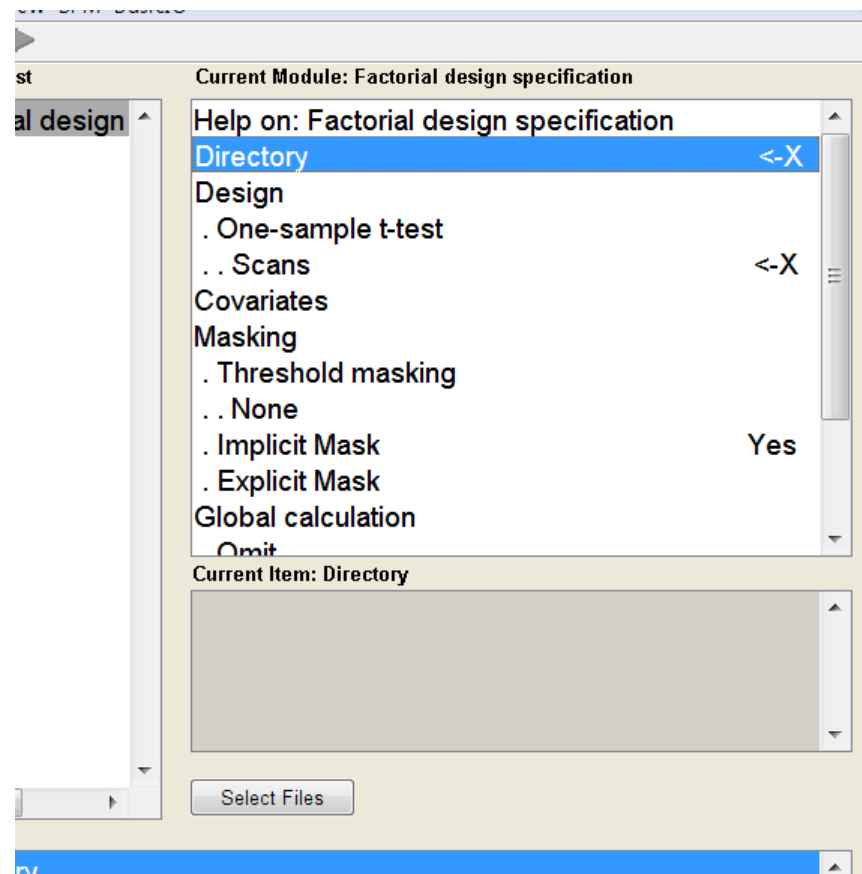 st
Current Module: Factorial design specification
al design
Help on: Factorial design specification
Directory <-X
Design
. One-sample t-test
. . Scans <-X
Covariates
Masking
. Threshold masking
. . None
. Implicit Mask Yes
. Explicit Mask
Global calculation
. Omit
Current Item: Directory
Select Files